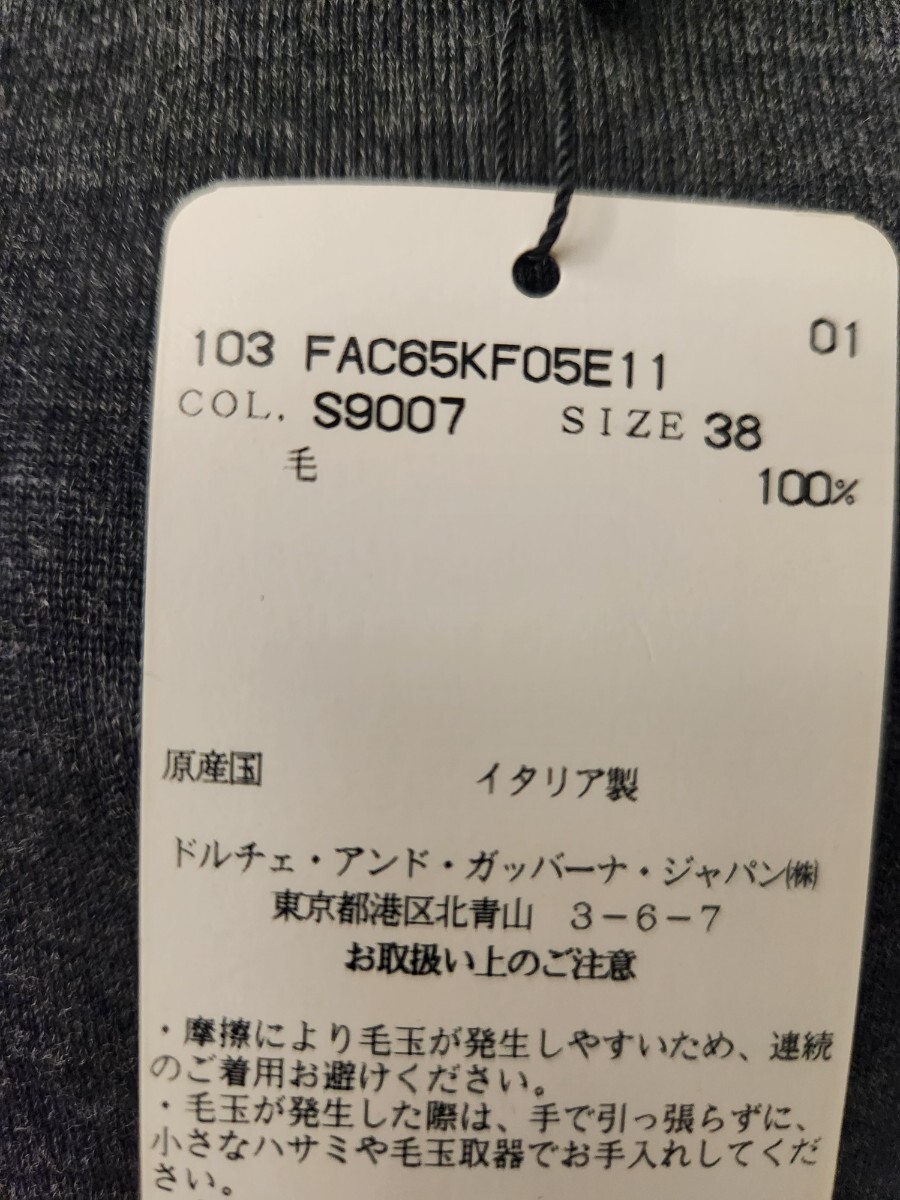 01
103 FAC65KF05E11
COL. S9007 SIZE 38
毛 100%
原産国 イタリア製
ドルチェ・アンド・ガッバーナ・ジャパン㈱
東京都港区北青山 3-6-7
お取扱い上のご注意
・摩擦により毛玉が発生しやすいため、連続
のご着用お避けください。
・毛玉が発生した際は、手で引っ張らずに、
小さなハサミや毛玉取器でお手入れしてくだ
さい。